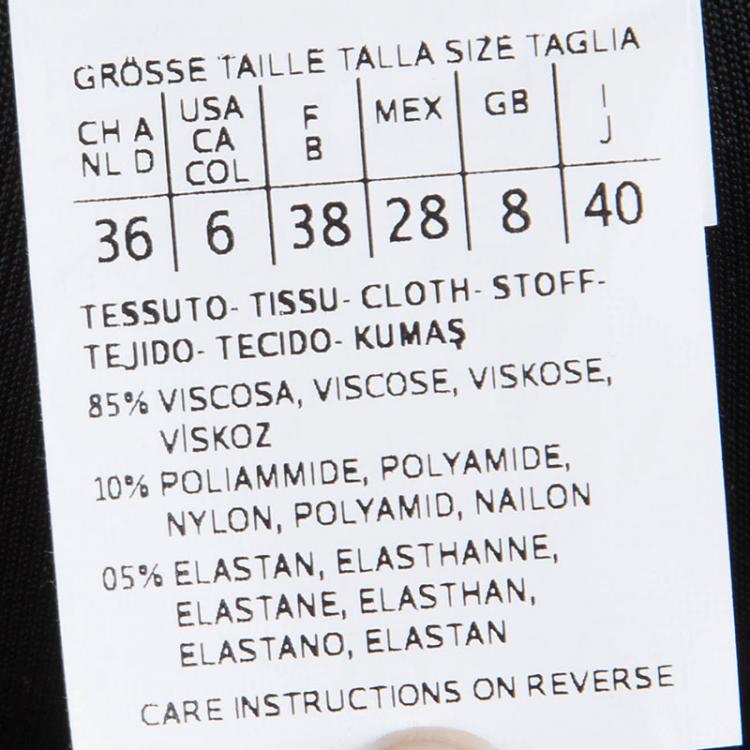 GRÖSSE TAILLE TALLA SIZE TAGLIA
CH A NL D | USA CA COL | F B | MEX | GB | I J
36 | 6 | 38 | 28 | 8 | 40
TESSUTO- TISSU- CLOTH- STOFF-
TEJIDO- TECIDO- KUMAŞ
85% VISCOSA, VISCOSE, VISKOSE,
VİSKOZ
10% POLIAMMIDE, POLYAMIDE,
NYLON, POLYAMID, NAILON
05% ELASTAN, ELASTHANNE,
ELASTANE, ELASTHAN,
ELASTANO, ELASTAN
CARE INSTRUCTIONS ON REVERSE